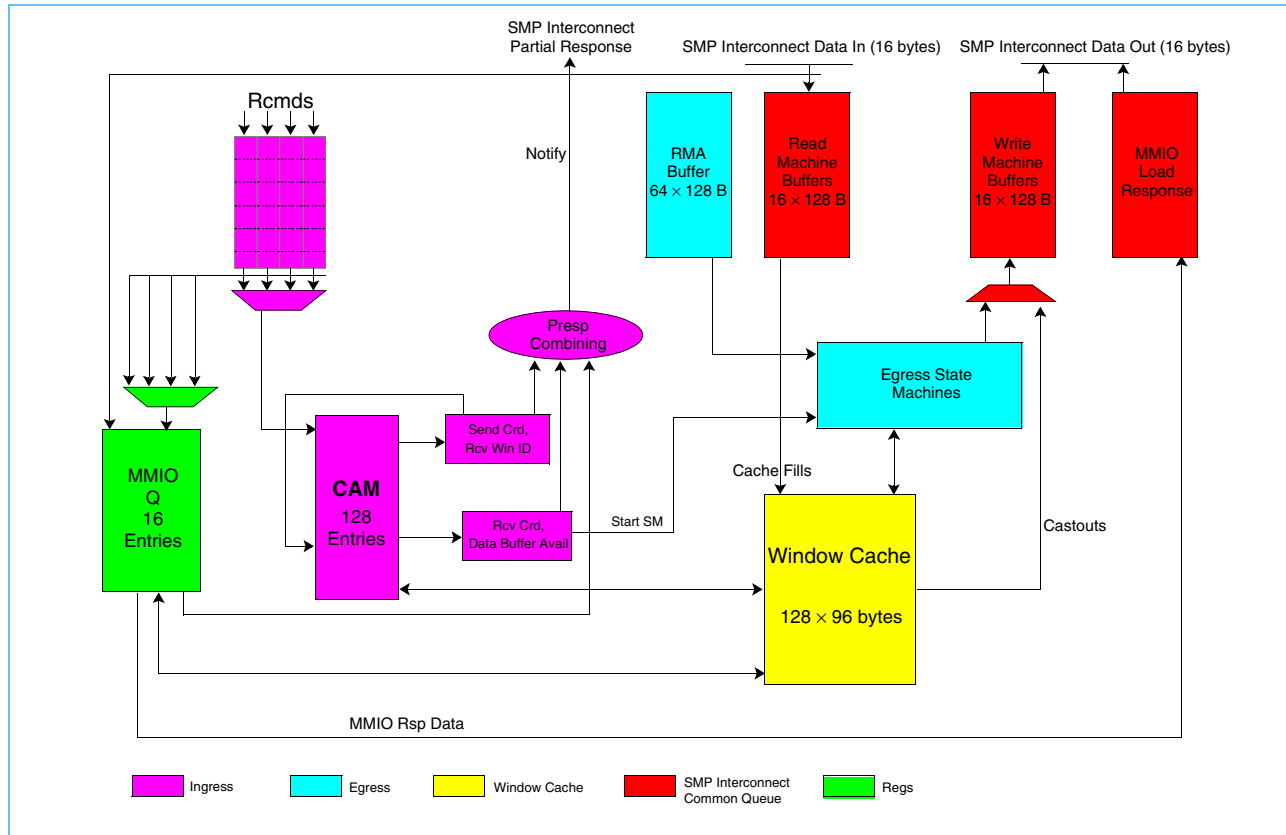 SMP Interconnect
Partial Response
SMP Interconnect Data In (16 bytes)
SMP Interconnect Data Out (16 bytes)
Rcmds
Notify
RMA
Buffer
64 × 128 B
Read
Machine
Buffers
16 × 128 B
Write
Machine
Buffers
16 × 128 B
MMIO
Load
Response
Presp
Combining
Egress State
Machines
Send Crd,
Rcv Win ID
MMIO
Q
16
Entries
CAM
128
Entries
Rcv Crd,
Data Buffer Avail
Start SM
Cache Fills
Castouts
Window Cache
128 × 96 bytes
MMIO Rsp Data
Ingress
Egress
Window Cache
SMP Interconnect
Common Queue
Regs